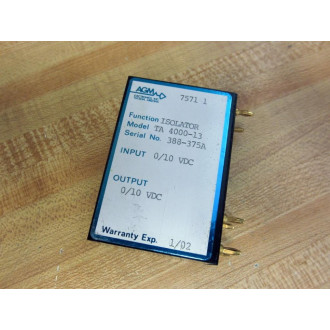 AGM
7571 1
Function ISOLATOR
Model TA 4000-13
Serial No. 388-375A
INPUT 0/10 VDC
OUTPUT
0/10 VDC
Warranty Exp. 1/02